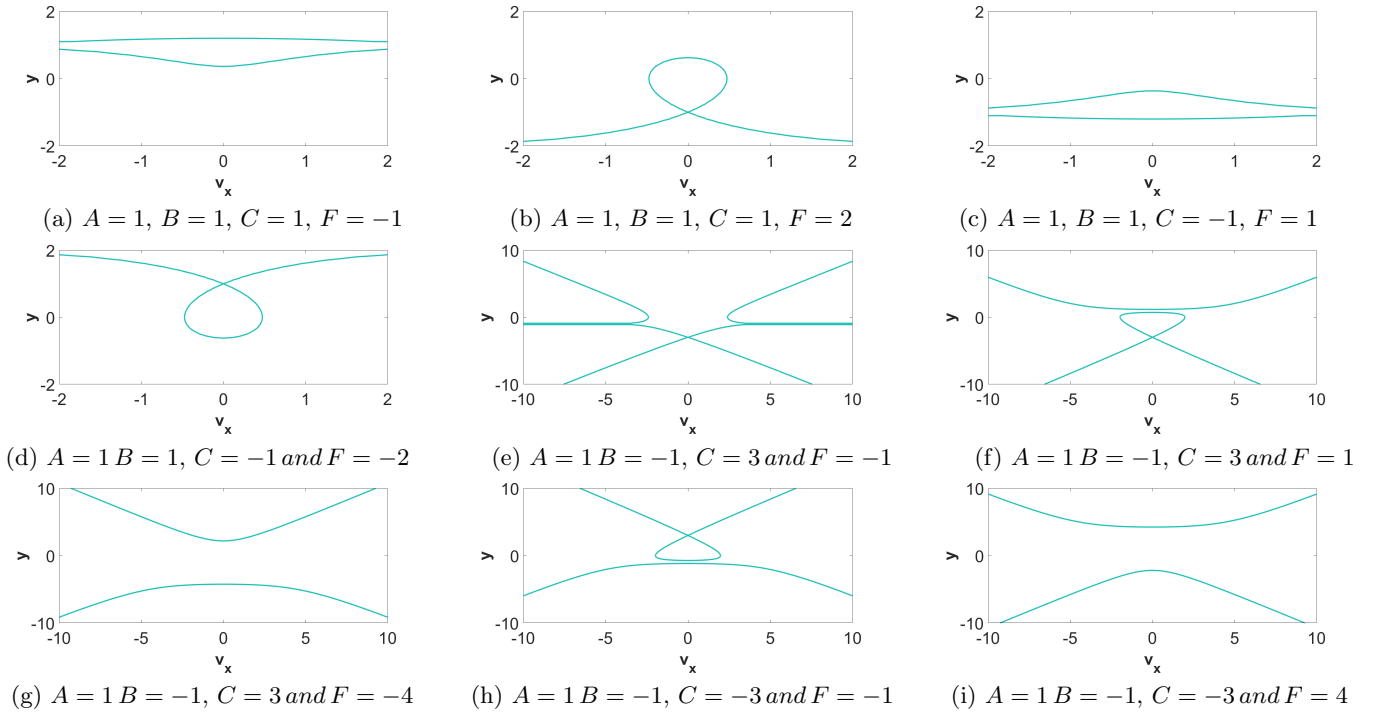 2
0
-2
y
-2 -1 0 1 2
v_x
(a) A = 1, B = 1, C = 1, F = −1
2
0
-2
y
-2 -1 0 1 2
v_x
(b) A = 1, B = 1, C = 1, F = 2
2
0
-2
y
-2 -1 0 1 2
v_x
(c) A = 1, B = 1, C = −1, F = 1
2
0
-2
y
-2 -1 0 1 2
v_x
(d) A = 1 B = 1, C = −1 and F = −2
10
0
-10
y
-10 -5 0 5 10
v_x
(e) A = 1 B = −1, C = 3 and F = −1
10
0
-10
y
-10 -5 0 5 10
v_x
(f) A = 1 B = −1, C = 3 and F = 1
10
0
-10
y
-10 -5 0 5 10
v_x
(g) A = 1 B = −1, C = 3 and F = −4
10
0
-10
y
-10 -5 0 5 10
v_x
(h) A = 1 B = −1, C = −3 and F = −1
10
0
-10
y
-10 -5 0 5 10
v_x
(i) A = 1 B = −1, C = −3 and F = 4